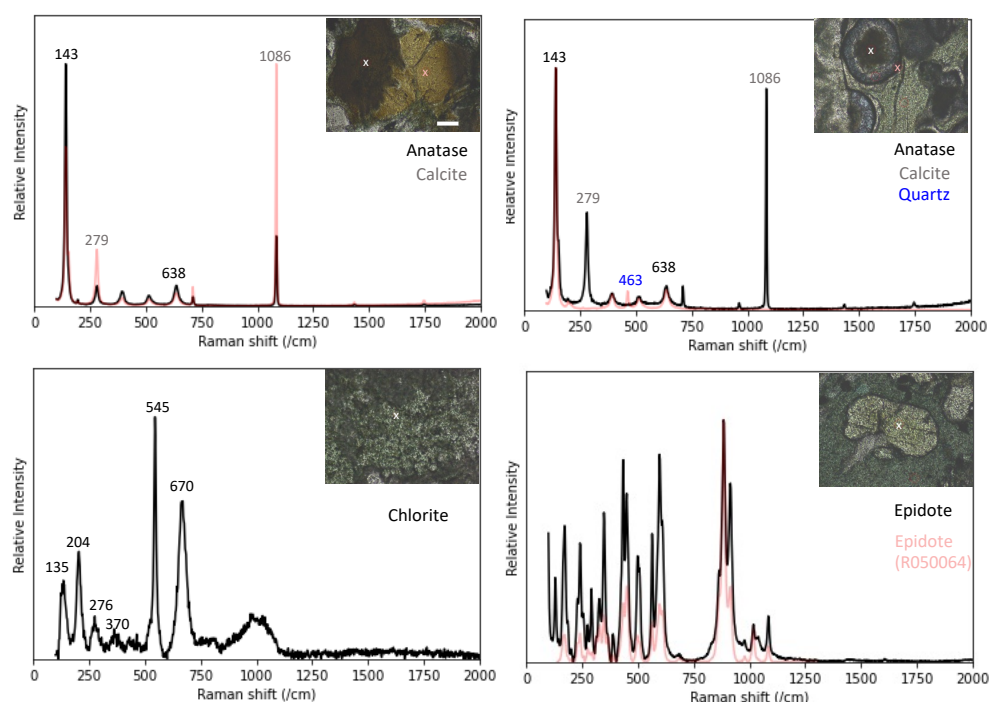 143
1086
279
638
Anatase
Calcite
x
x
Relative Intensity
0 250 500 750 1000 1250 1500 1750 2000
Raman shift (/cm)
143
1086
279
463
638
Anatase
Calcite
Quartz
x
x
Relative Intensity
0 250 500 750 1000 1250 1500 1750 2000
Raman shift (/cm)
545
670
204
135
276
370
Chlorite
x
Relative Intensity
0 250 500 750 1000 1250 1500 1750 2000
Raman shift (/cm)
Epidote
Epidote
(R050064)
x
Relative Intensity
0 250 500 750 1000 1250 1500 1750 2000
Raman shift (/cm)